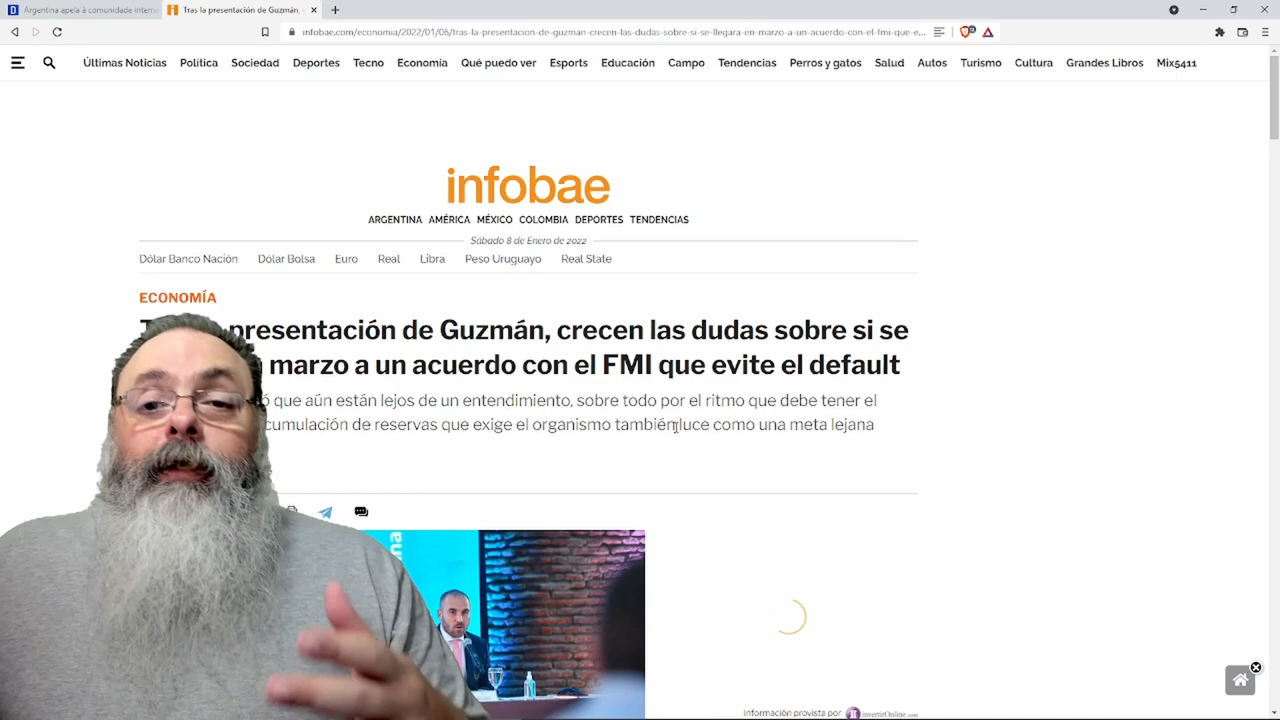 Argentina apela à comunidade interna
Tras la presentación de Guzmán,
infobae.com/economia/2022/01/06/tras-la-presentacion-de-guzman-crecen-las-dudas-sobre-si-se-llegara-en-marzo-a-un-acuerdo-con-el-fmi-que-e...
Últimas Noticias Política Sociedad Deportes Tecno Economía Qué puedo ver Esports Educación Campo Tendencias Perros y gatos Salud Autos Turismo Cultura Grandes Libros Mix5411
infobae
ARGENTINA AMÉRICA MÉXICO COLOMBIA DEPORTES TENDENCIAS
Sábado 8 de Enero de 2022
Dólar Banco Nación Dólar Bolsa Euro Real Libra Peso Uruguayo Real State
ECONOMÍA
presentación de Guzmán, crecen las dudas sobre si se
marzo a un acuerdo con el FMI que evite el default
que aún están lejos de un entendimiento, sobre todo por el ritmo que debe tener el
cumulación de reservas que exige el organismo también luce como una meta lejana
Información provista por invertirOnline.com